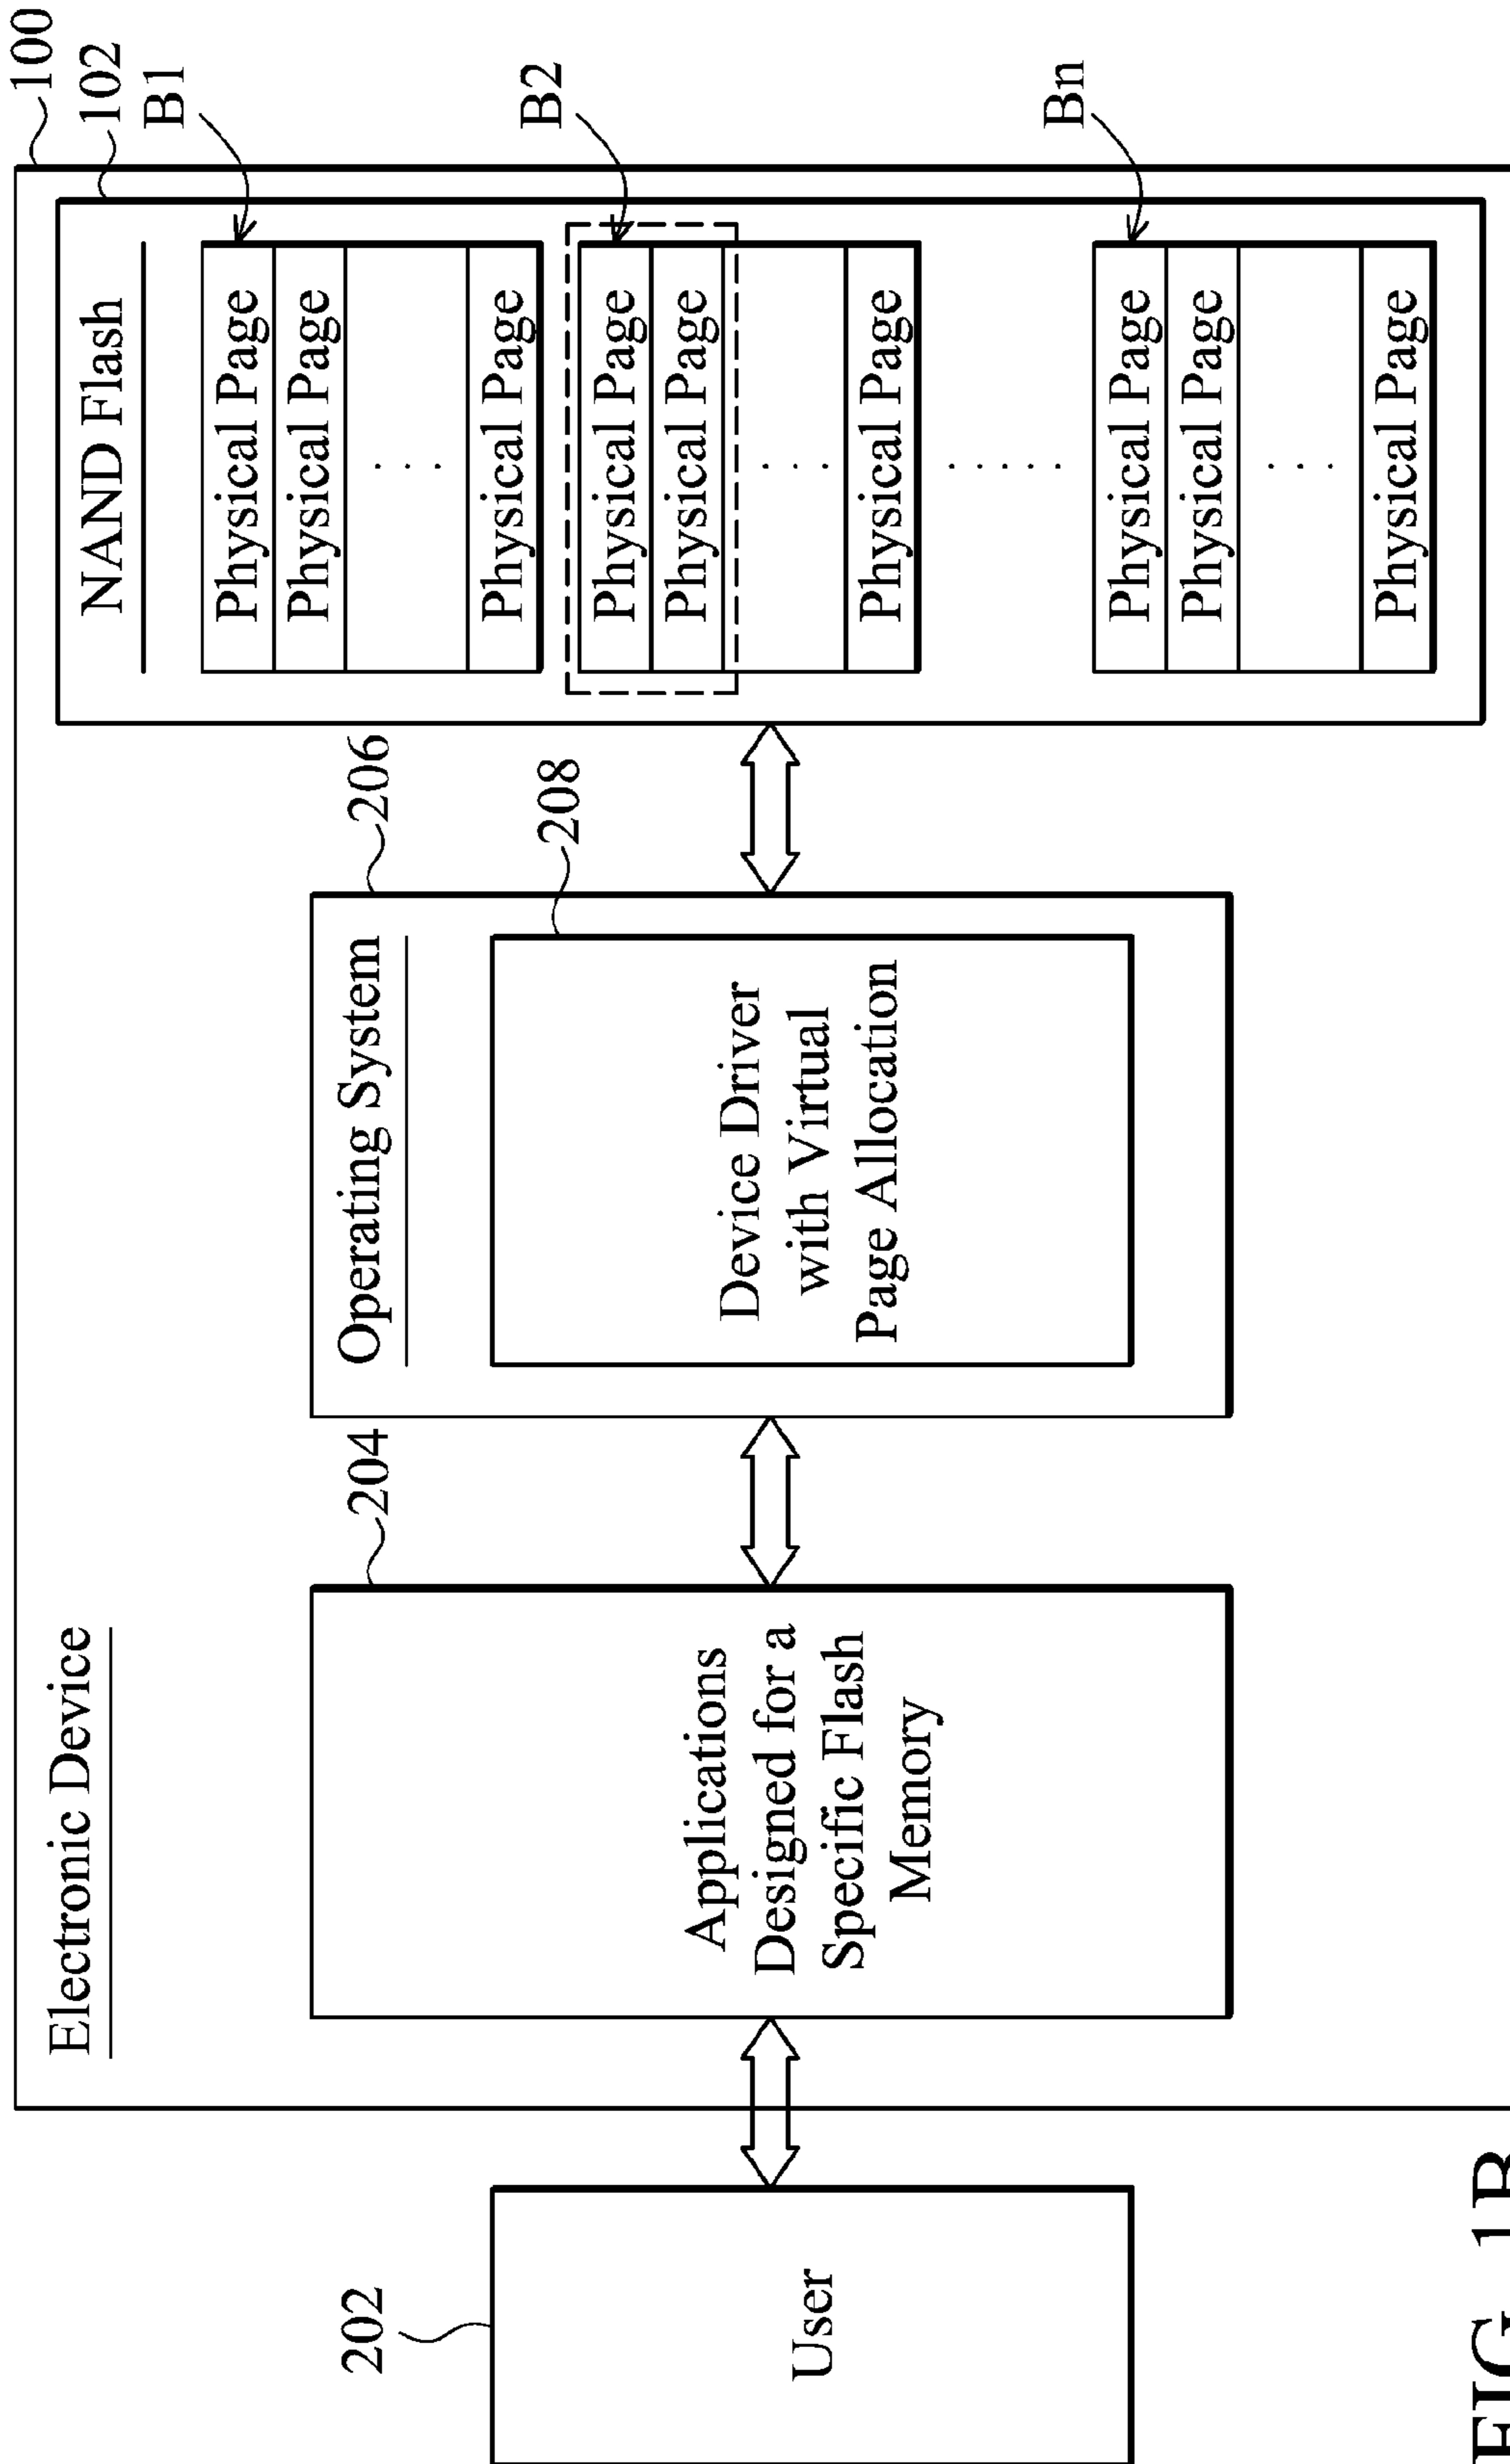 Electronic Device
100
102
NAND Flash
B1
Physical Page
Physical Page
. . .
Physical Page
B2
Physical Page
Physical Page
. . .
Physical Page
. . . . .
Bn
Physical Page
Physical Page
. . .
Physical Page
206
Operating System
208
Device Driver
with Virtual
Page Allocation
204
Applications
Designed for a
Specific Flash
Memory
202
User
FIG. 1B